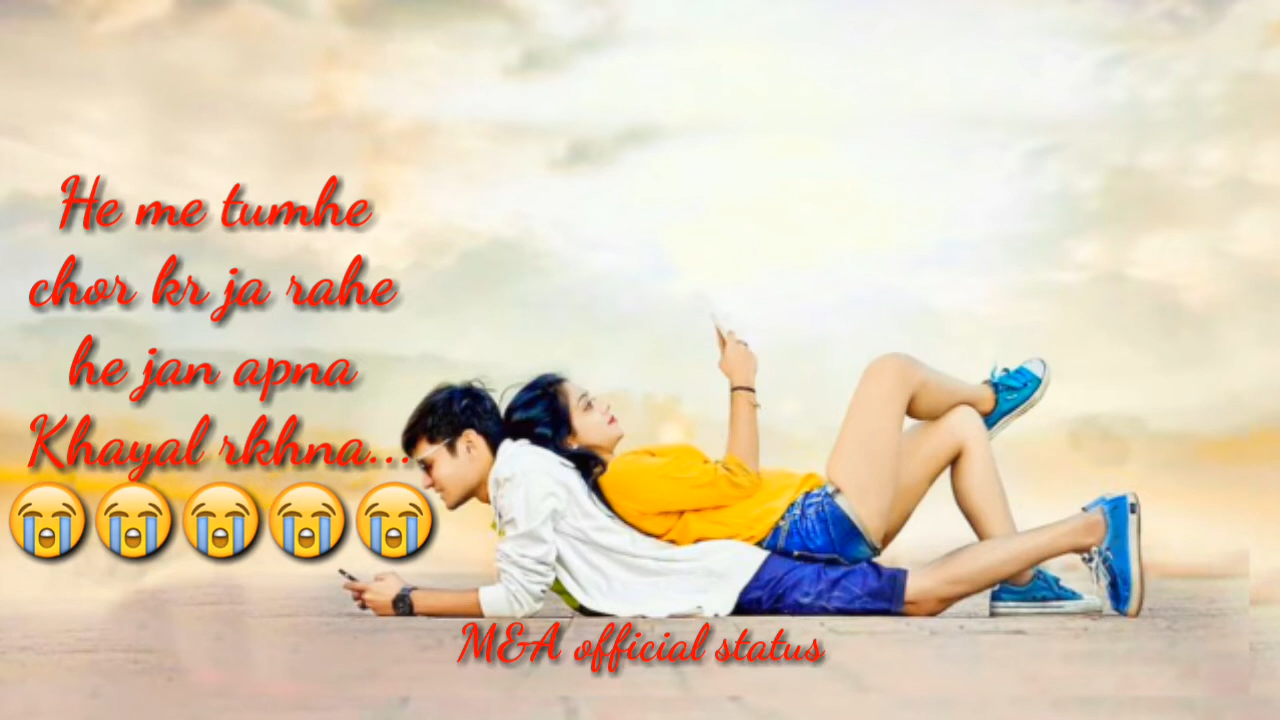 He me tumhe
chor kr ja rahe
he jan apna
Khayal rkhna...
😭😭😭😭😭
M&A official status